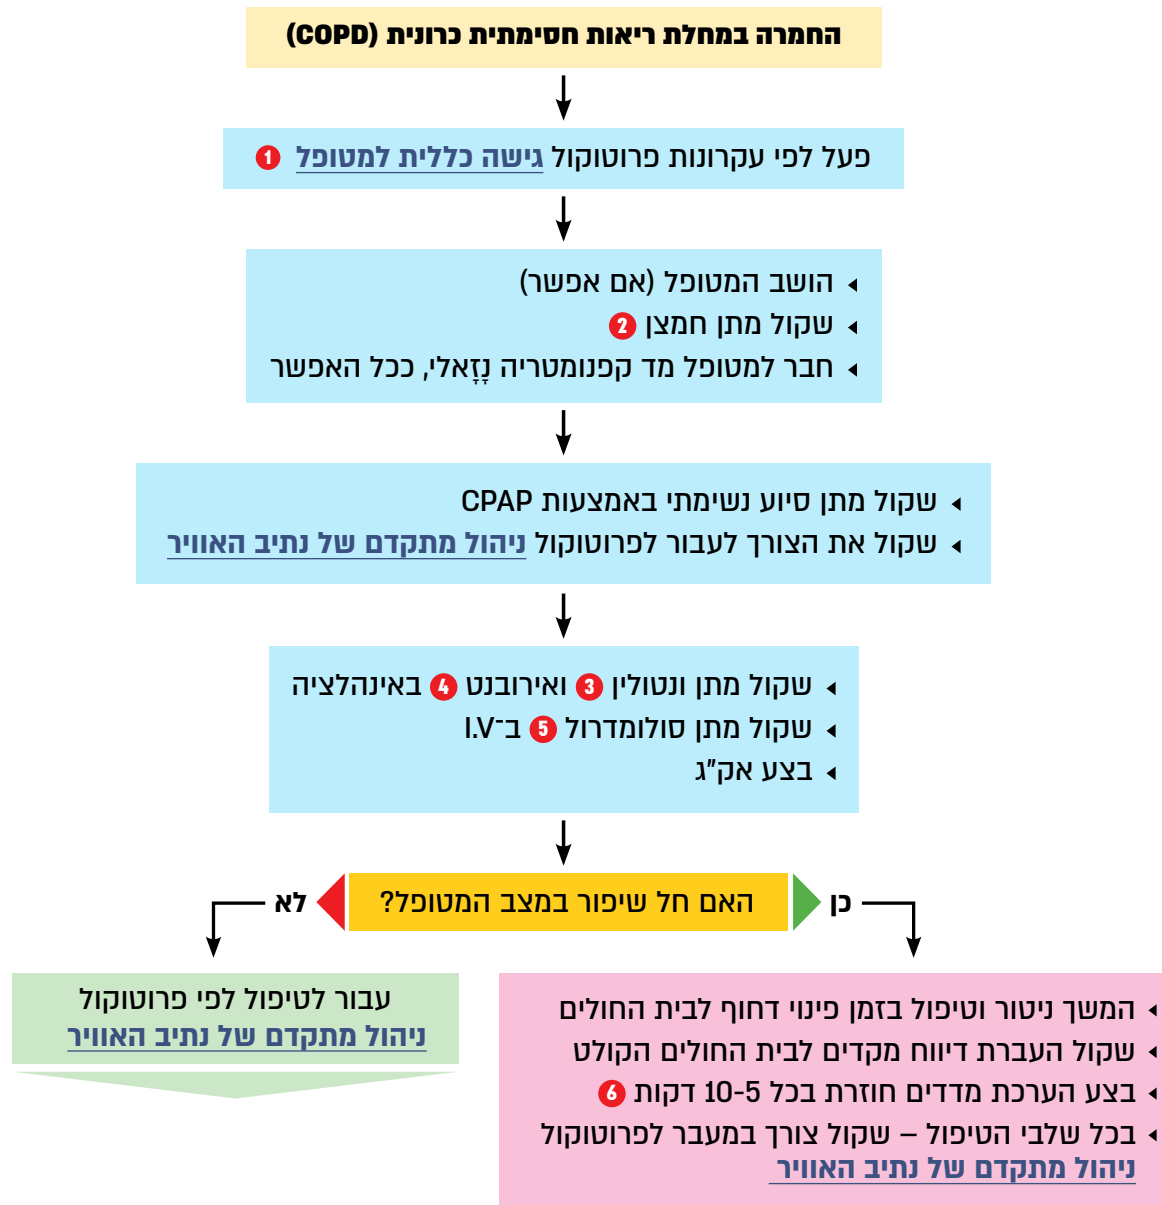 החמרה במחלת ריאות חסימתית כרונית (COPD)
פעל לפי עקרונות פרוטוקול גישה כללית למטופל 1
הושב המטופל (אם אפשר)
שקול מתן חמצן 2
חבר למטופל מד קפנומטריה נָזָאלי, ככל האפשר
שקול מתן סיוע נשימתי באמצעות CPAP
שקול את הצורך לעבור לפרוטוקול ניהול מתקדם של נתיב האוויר
שקול מתן ונטולין 3 ואירובנט 4 באינהלציה
שקול מתן סולומדרול 5 ב־I.V
בצע אק"ג
האם חל שיפור במצב המטופל?
כן
לא
המשך ניטור וטיפול בזמן פינוי דחוף לבית החולים
שקול העברת דיווח מקדים לבית החולים הקולט
בצע הערכת מדדים חוזרת בכל 10-5 דקות 6
בכל שלבי הטיפול – שקול צורך במעבר לפרוטוקול
ניהול מתקדם של נתיב האוויר
עבור לטיפול לפי פרוטוקול
ניהול מתקדם של נתיב האוויר